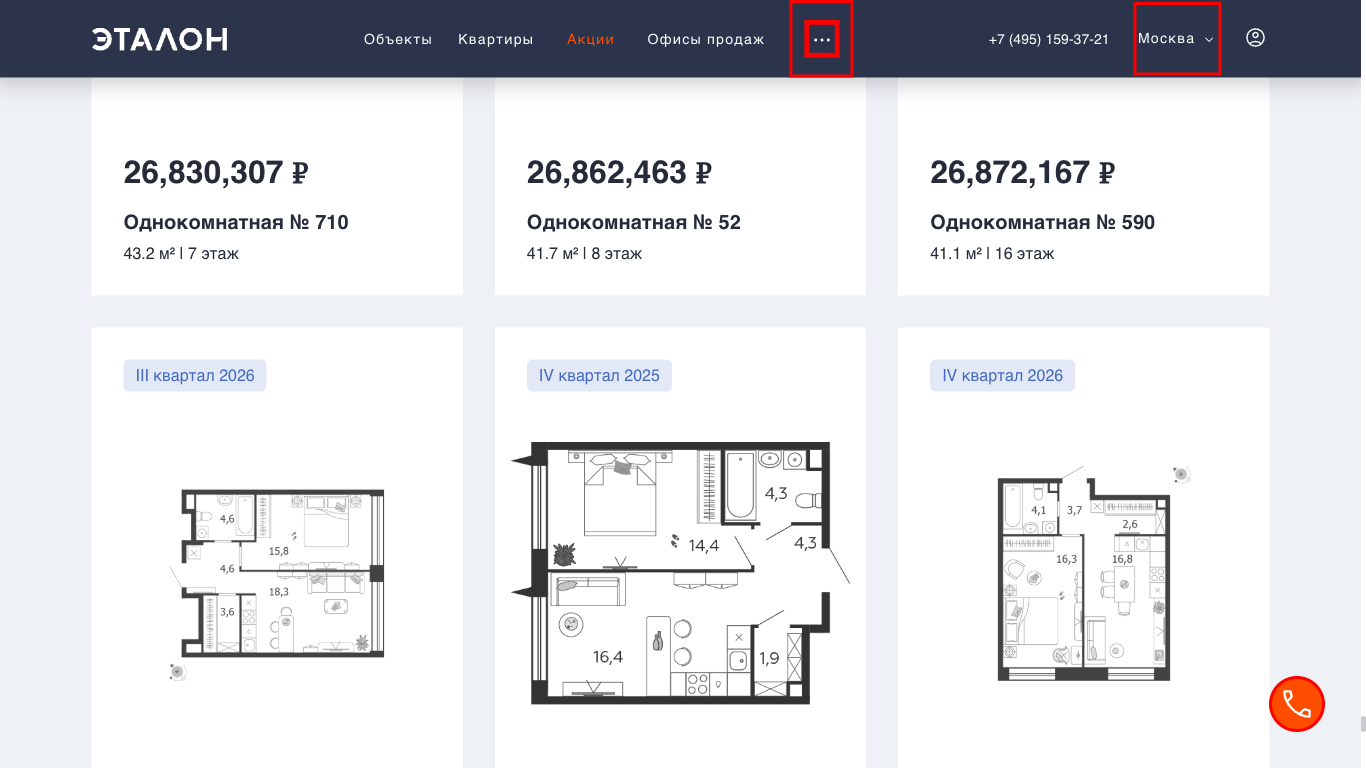 ЭТАЛОН
Объекты Квартиры Акции Офисы продаж ... +7 (495) 159-37-21 Москва
26,830,307 ₽
Однокомнатная № 710
43.2 м² | 7 этаж
26,862,463 ₽
Однокомнатная № 52
41.7 м² | 8 этаж
26,872,167 ₽
Однокомнатная № 590
41.1 м² | 16 этаж
III квартал 2026
4,6
15,8
4,6
18,3
3,6
IV квартал 2025
4,3
14,4
4,3
16,4
1,9
IV квартал 2026
4,1
3,7
2,6
16,3
16,8